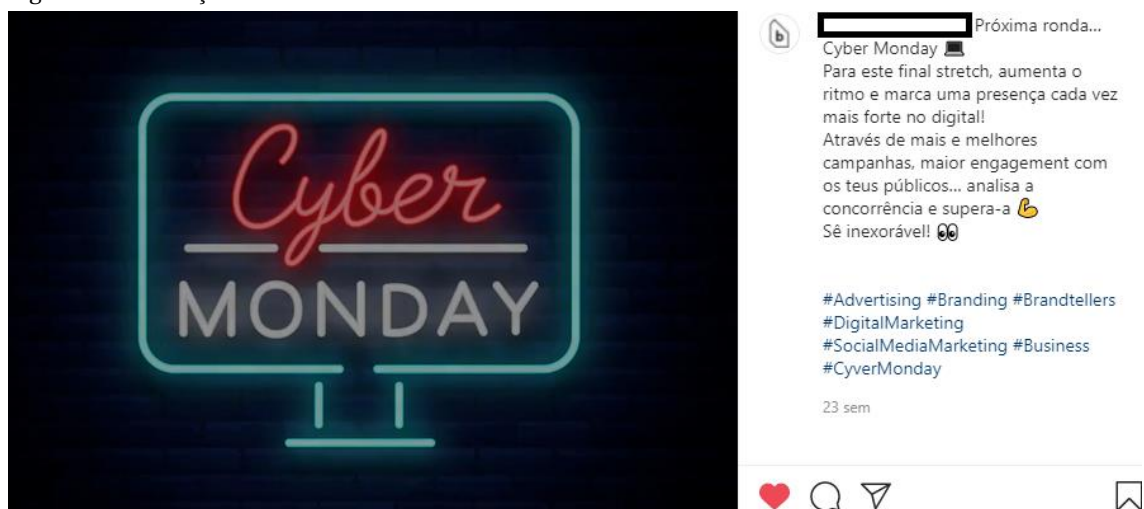 Cyber
MONDAY
b
Próxima ronda...
Cyber Monday 💻
Para este final stretch, aumenta o
ritmo e marca uma presença cada vez
mais forte no digital!
Através de mais e melhores
campanhas, maior engagement com
os teus públicos... analisa a
concorrência e supera-a 💪
Sê inexorável! 👀
#Advertising #Branding #Brandtellers
#DigitalMarketing
#SocialMediaMarketing #Business
#CyverMonday
23 sem